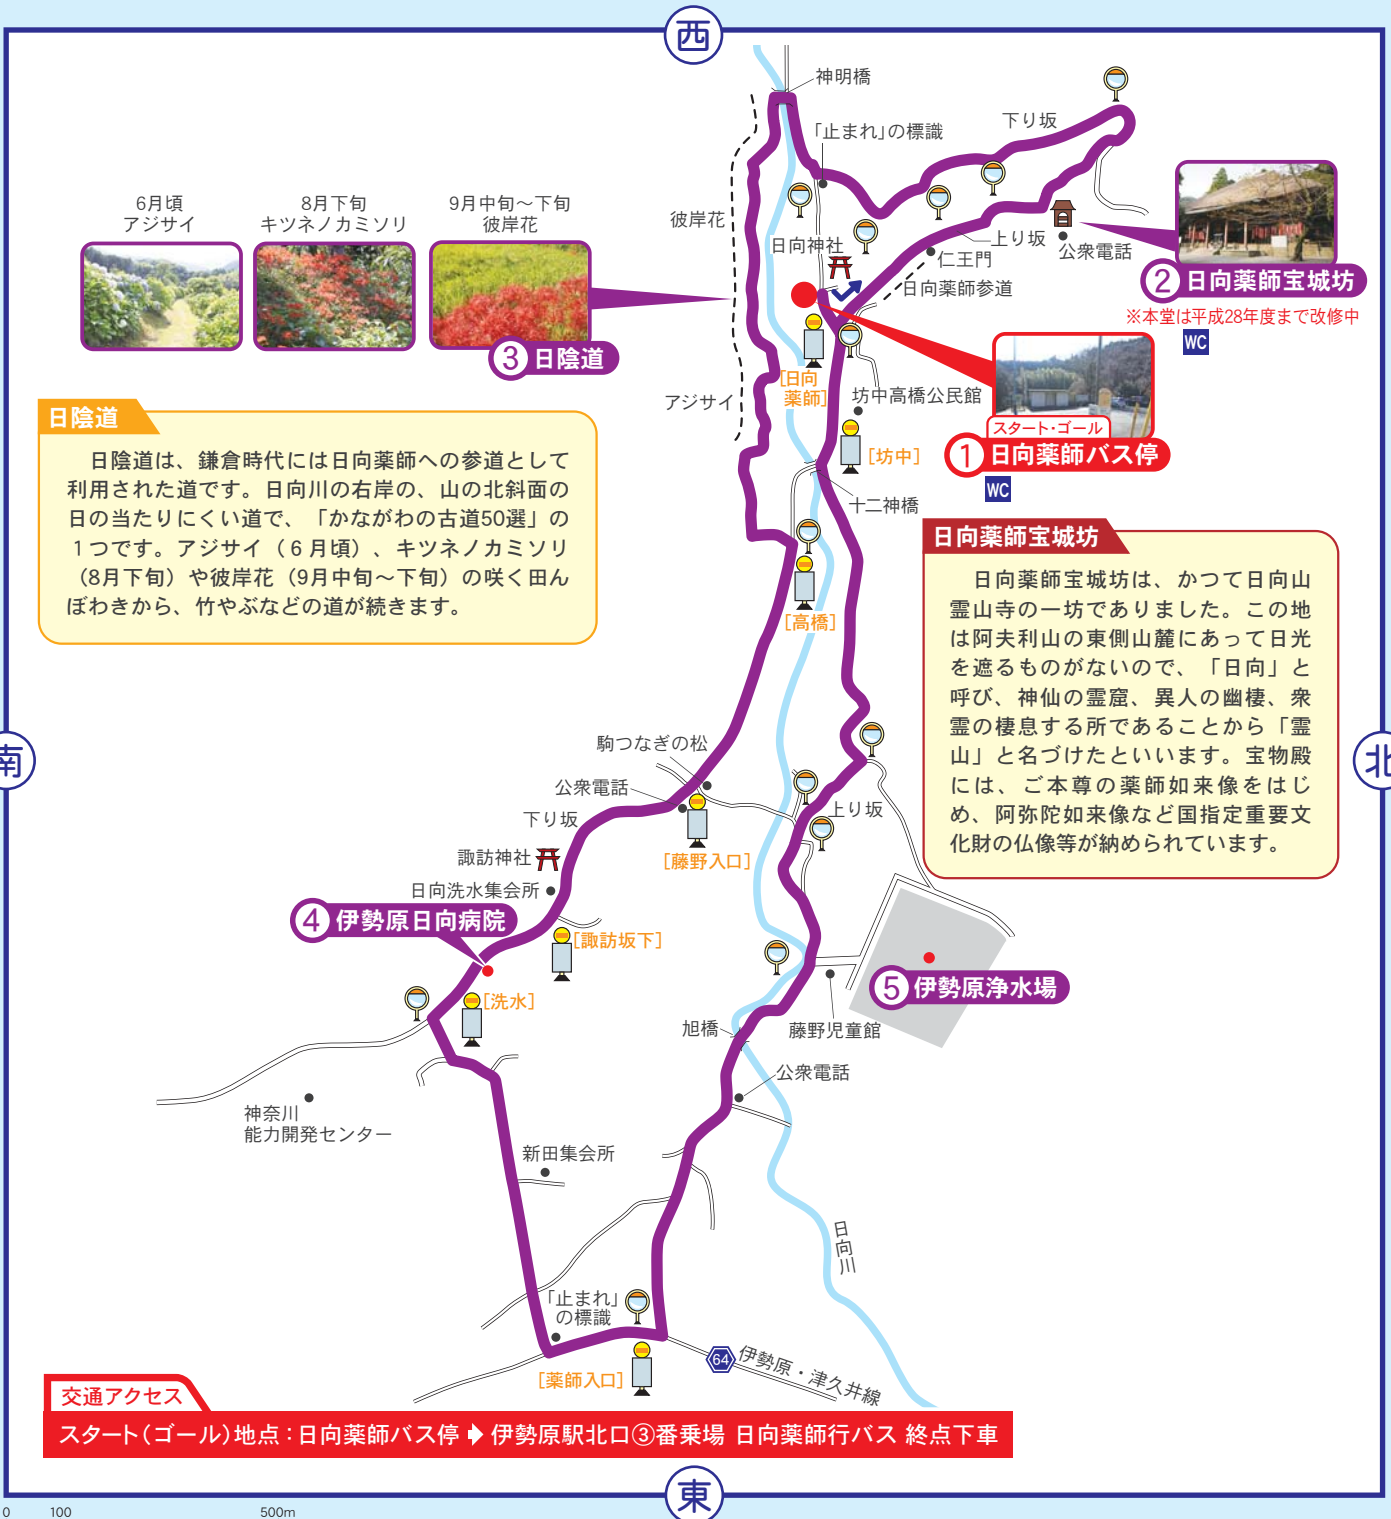 西
神明橋
「止まれ」の標識
下り坂
6月頃
アジサイ
8月下旬
キツネノカミソリ
9月中旬～下旬
彼岸花
彼岸花
日向神社
上り坂
仁王門
公衆電話
日向薬師参道
② 日向薬師宝城坊
※本堂は平成28年度まで改修中
WC
③ 日陰道
アジサイ
[日向
薬師]
坊中高橋公民館
スタート・ゴール
① 日向薬師バス停
WC
[坊中]
十二神橋
日陰道
日陰道は、鎌倉時代には日向薬師への参道として
利用された道です。日向川の右岸の、山の北斜面の
日の当たりにくい道で、「かながわの古道50選」の
1つです。アジサイ（６月頃）、キツネノカミソリ
（8月下旬）や彼岸花（9月中旬～下旬）の咲く田ん
ぼわきから、竹やぶなどの道が続きます。
[高橋]
日向薬師宝城坊
日向薬師宝城坊は、かつて日向山
霊山寺の一坊でありました。この地
は阿夫利山の東側山麓にあって日光
を遮るものがないので、「日向」と
呼び、神仙の霊窟、異人の幽棲、衆
霊の棲息する所であることから「霊
山」と名づけたといいます。宝物殿
には、ご本尊の薬師如来像をはじ
め、阿弥陀如来像など国指定重要文
化財の仏像等が納められています。
南
北
駒つなぎの松
公衆電話
下り坂
上り坂
[藤野入口]
諏訪神社
日向洗水集会所
④ 伊勢原日向病院
[諏訪坂下]
[洗水]
⑤ 伊勢原浄水場
旭橋
藤野児童館
公衆電話
神奈川
能力開発センター
新田集会所
日向川
「止まれ」
の標識
[薬師入口]
64
伊勢原・津久井線
交通アクセス
スタート（ゴール）地点：日向薬師バス停 ➧ 伊勢原駅北口③番乗場 日向薬師行バス 終点下車
東
0 100 500m